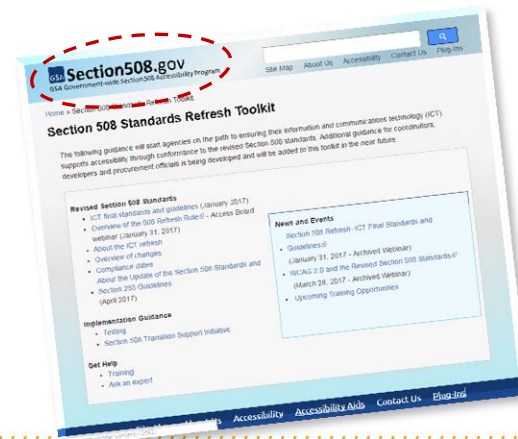 GSA Section508.gov
GSA Government-wide Section 508 Accessibility Program
Site Map About Us Accessibility Contact Us Plug-Ins
Home » Section 508 Standards Refresh Toolkit
Section 508 Standards Refresh Toolkit
The following guidance will start agencies on the path to ensuring their information and communications technology (ICT)
supports accessibility through conformance to the revised Section 508 standards. Additional guidance for coordinators,
developers and procurement officials is being developed and will be added to this toolkit in the near future.
Revised Section 508 Standards
• ICT final standards and guidelines (January 2017)
• Overview of the 508 Refresh Rule - Access Board
webinar (January 31, 2017)
• About the ICT refresh
• Overview of changes
• Compliance dates
About the Update of the Section 508 Standards and
• Section 255 Guidelines
(April 2017)
Implementation Guidance
• Testing
• Section 508 Transition Support Initiative
Get Help
• Training
• Ask an expert
News and Events
Section 508 Refresh- ICT Final Standards and
• Guidelines
(January 31, 2017 - Archived Webinar)
• WCAG 2.0 and the Revised Section 508 Standards
(March 28, 2017 - Archived Webinar)
• Upcoming Training Opportunities
Accessibility Accessibility Aids Contact Us Plug-Ins